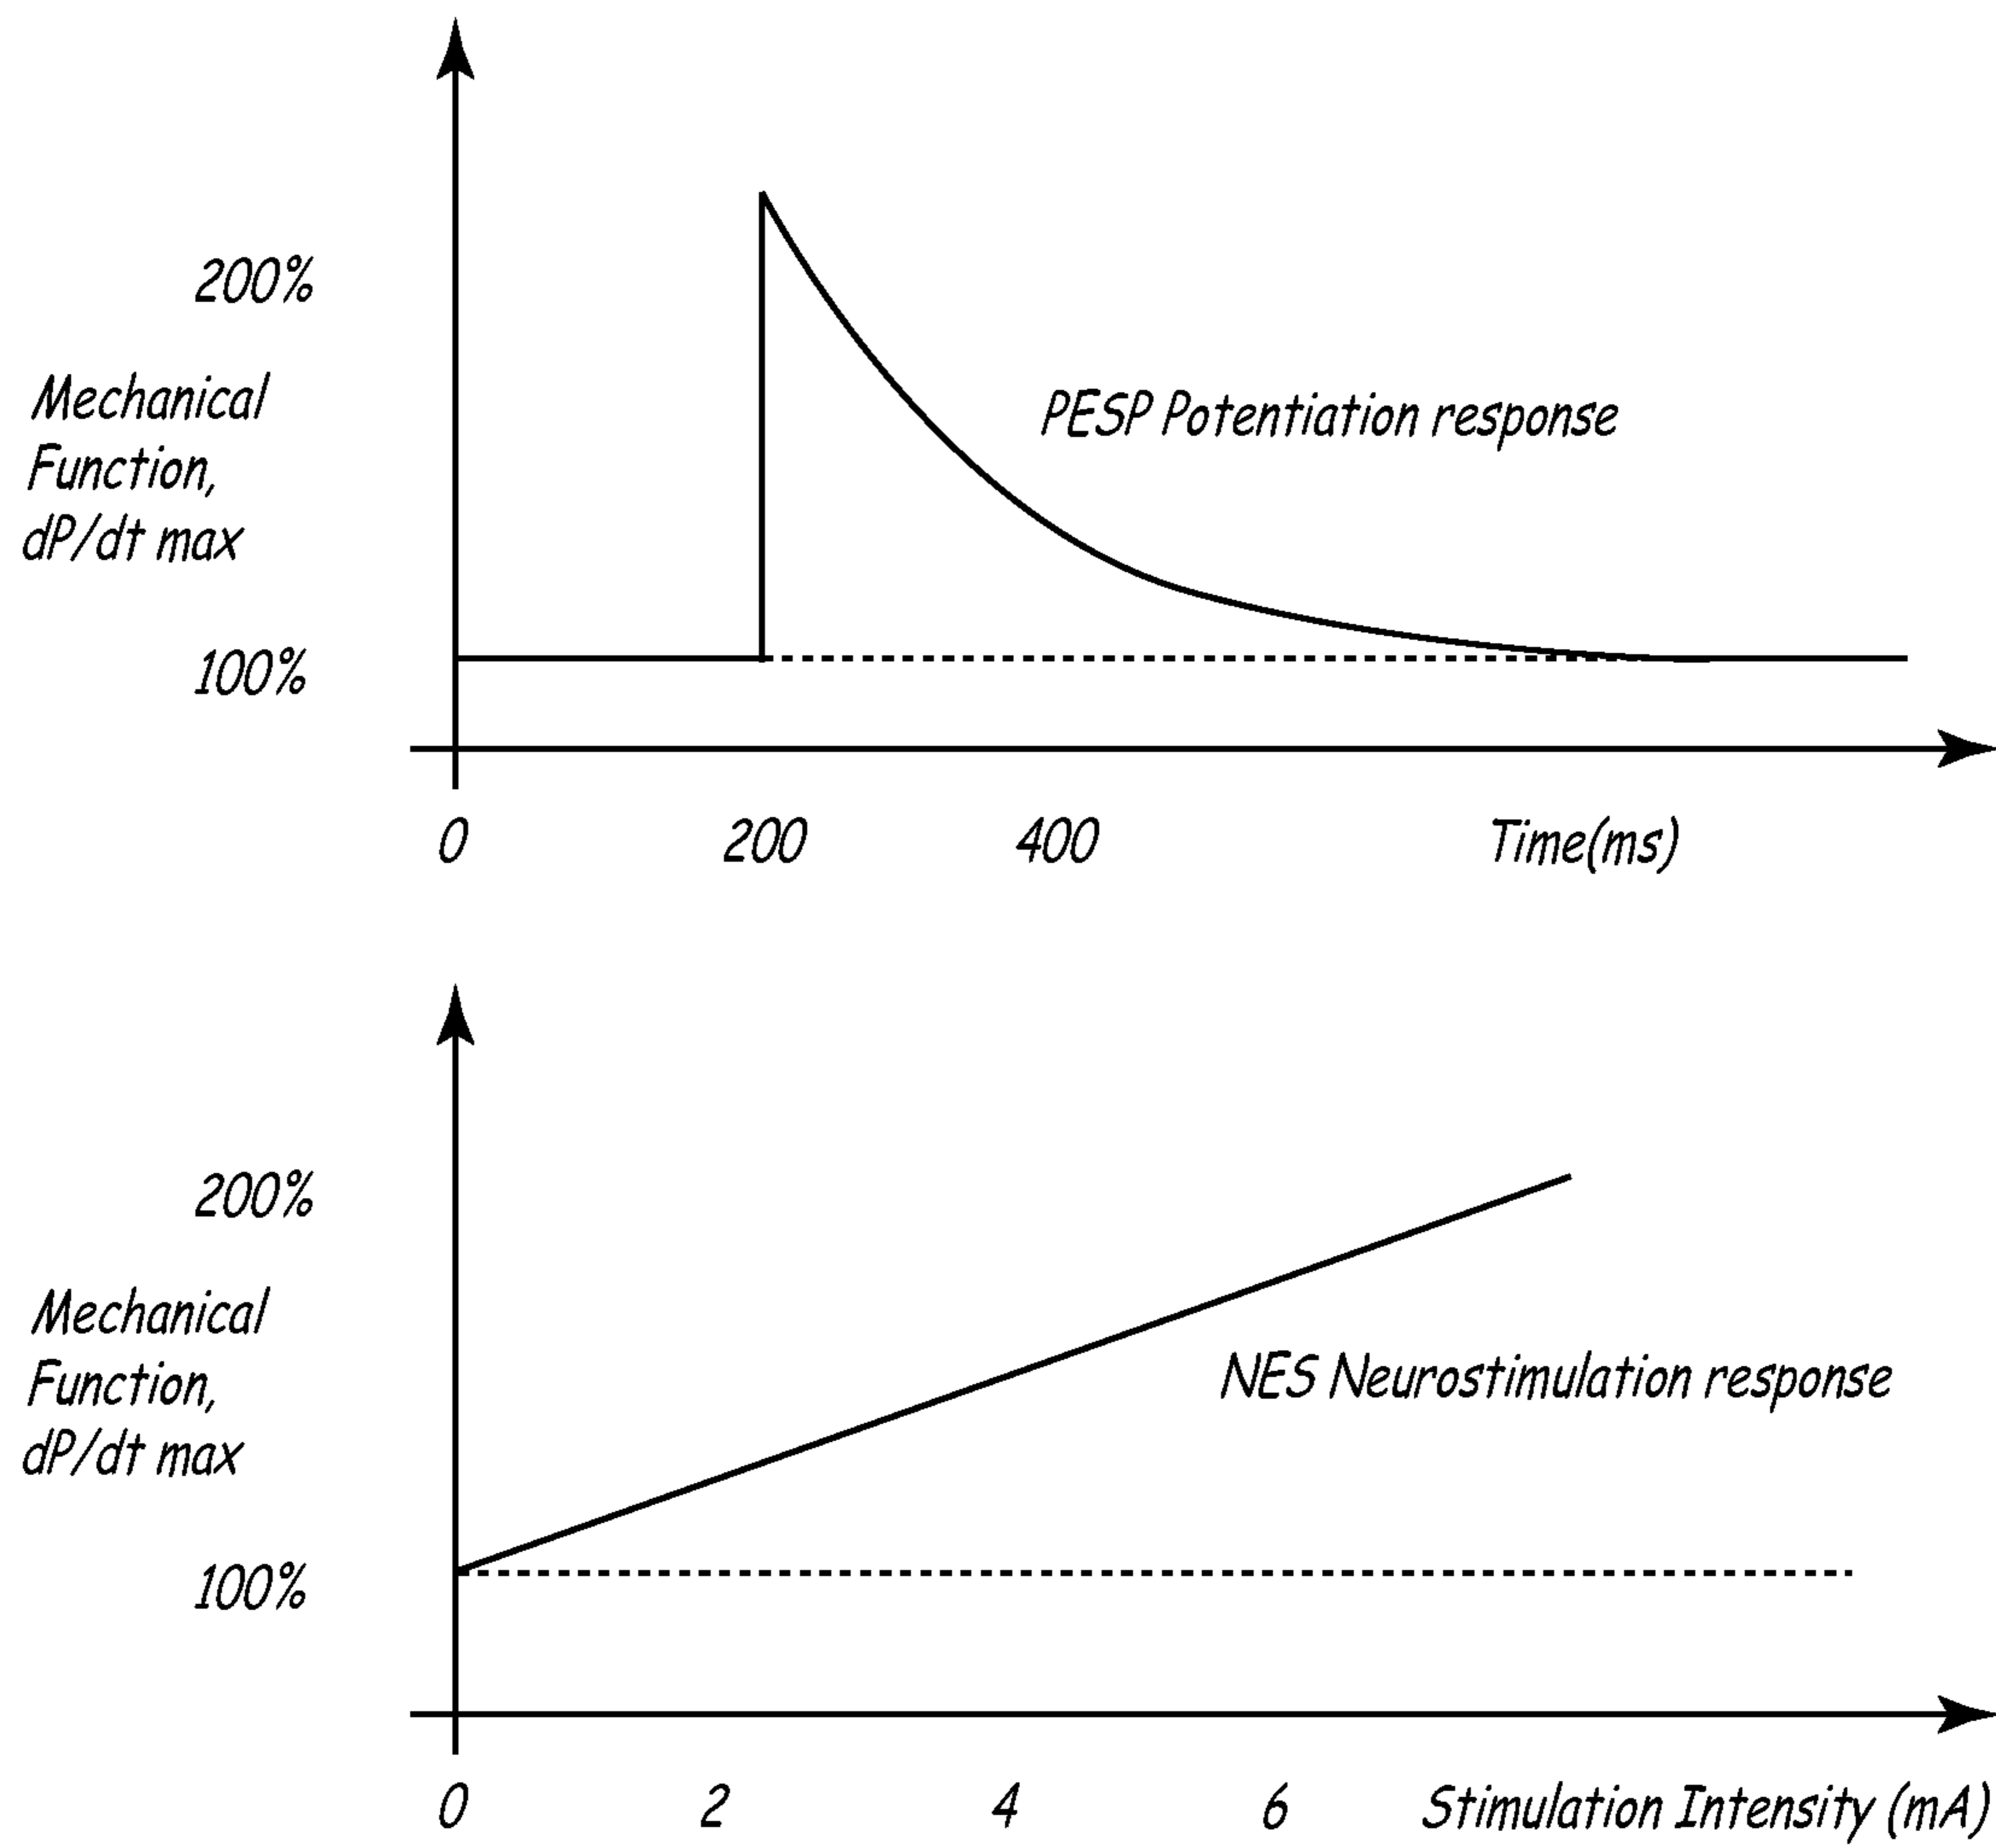 200%
Mechanical
Function,
dP/dt max
PESP Potentiation response
100%
0 200 400 Time(ms)
200%
Mechanical
Function,
dP/dt max
NES Neurostimulation response
100%
0 2 4 6 Stimulation Intensity (mA)